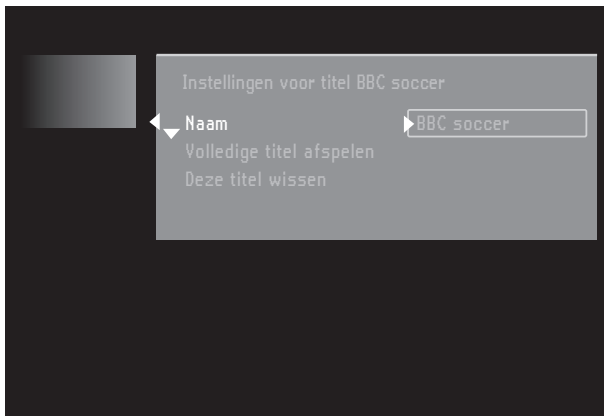 Instellingen voor titel BBC soccer
Naam BBC soccer
Volledige titel afspelen
Deze titel wissen